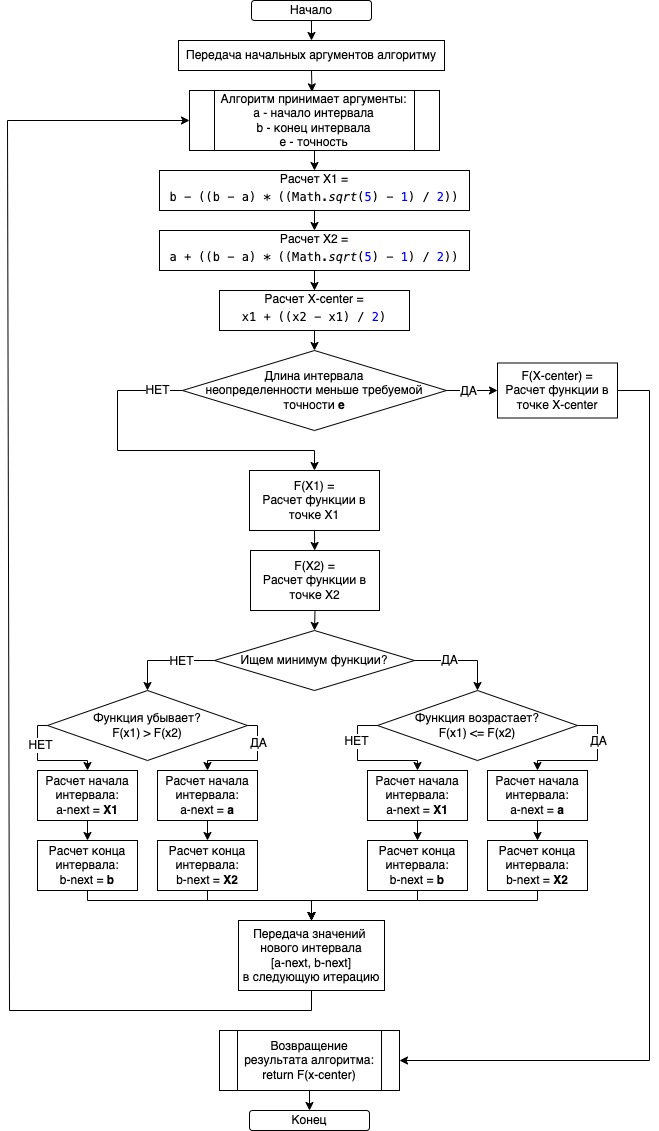 Начало
Передача начальных аргументов алгоритму
Алгоритм принимает аргументы:
a - начало интервала
b - конец интервала
e - точность
Расчет X1 =
b − ((b − a) * ((Math.sqrt(5) − 1) / 2))
Расчет X2 =
a + ((b − a) * ((Math.sqrt(5) − 1) / 2))
Расчет X-center =
x1 + ((x2 − x1) / 2)
Длина интервала
неопределенности меньше требуемой
точности e
НЕТ
ДА
F(X-center) =
Расчет функции в
точке X-center
F(X1) =
Расчет функции в
точке X1
F(X2) =
Расчет функции в
точке X2
Ищем минимум функции?
НЕТ
ДА
Функция убывает?
F(x1) > F(x2)
НЕТ
ДА
Функция возрастает?
F(x1) <= F(x2)
НЕТ
ДА
Расчет начала
интервала:
a-next = X1
Расчет начала
интервала:
a-next = a
Расчет начала
интервала:
a-next = X1
Расчет начала
интервала:
a-next = a
Расчет конца
интервала:
b-next = b
Расчет конца
интервала:
b-next = X2
Расчет конца
интервала:
b-next = b
Расчет конца
интервала:
b-next = X2
Передача значений
нового интервала
[a-next, b-next]
в следующую итерацию
Возвращение
результата алгоритма:
return F(x-center)
Конец